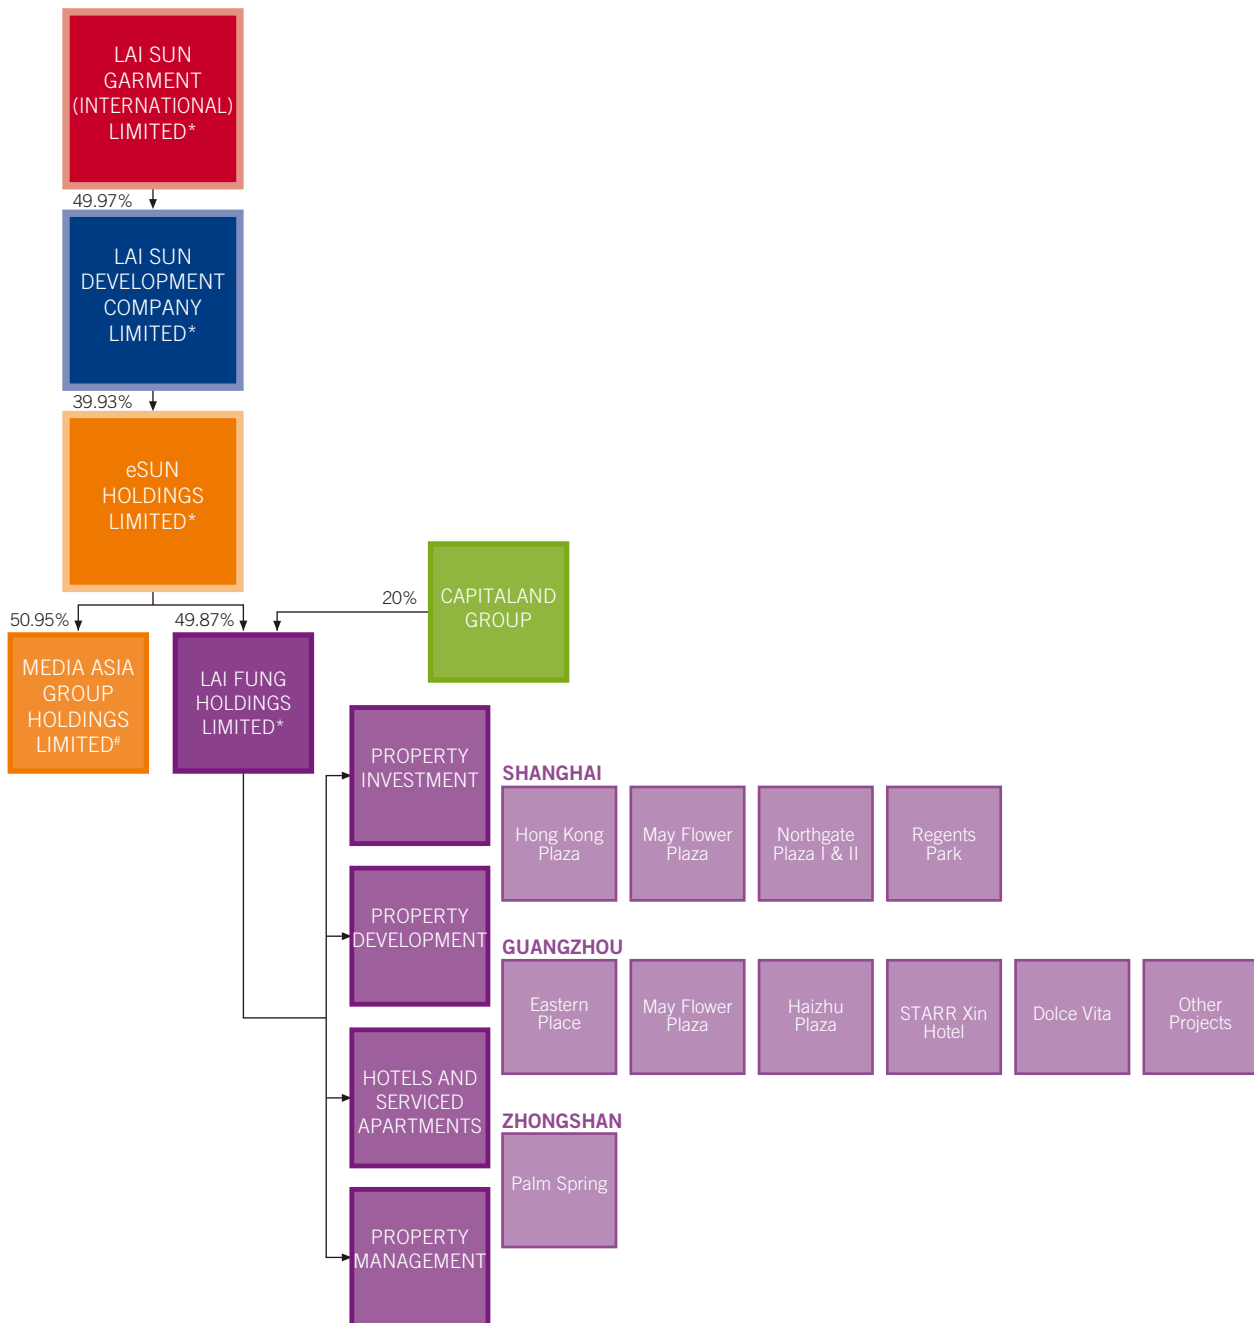 LAI SUN
GARMENT
(INTERNATIONAL)
LIMITED*
49.97%
LAI SUN
DEVELOPMENT
COMPANY
LIMITED*
39.93%
eSUN
HOLDINGS
LIMITED*
50.95%
49.87%
20%
CAPITALAND
GROUP
MEDIA ASIA
GROUP
HOLDINGS
LIMITED#
LAI FUNG
HOLDINGS
LIMITED*
PROPERTY
INVESTMENT
SHANGHAI
Hong Kong
Plaza
May Flower
Plaza
Northgate
Plaza I & II
Regents
Park
PROPERTY
DEVELOPMENT
GUANGZHOU
Eastern
Place
May Flower
Plaza
Haizhu
Plaza
STARR Xin
Hotel
Dolce Vita
Other
Projects
HOTELS AND
SERVICED
APARTMENTS
ZHONGSHAN
Palm Spring
PROPERTY
MANAGEMENT